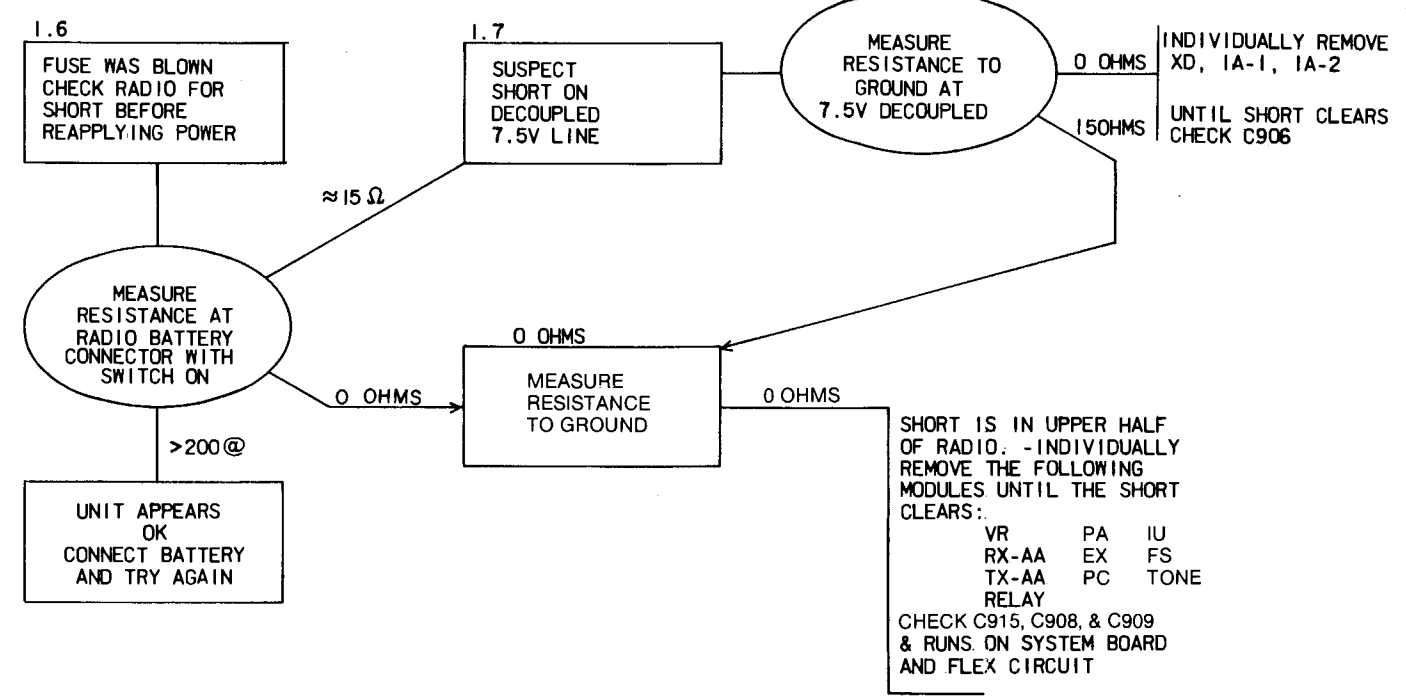 1.6
FUSE WAS BLOWN
CHECK RADIO FOR
SHORT BEFORE
REAPPLYING POWER
1.7
SUSPECT
SHORT ON
DECOUPLED
7.5V LINE
MEASURE
RESISTANCE TO
GROUND AT
7.5V DECOUPLED
0 OHMS
INDIVIDUALLY REMOVE
XD, IA-1, IA-2
UNTIL SHORT CLEARS
CHECK C906
150HMS
≈15 Ω
MEASURE
RESISTANCE AT
RADIO BATTERY
CONNECTOR WITH
SWITCH ON
0 OHMS
>200@
UNIT APPEARS
OK
CONNECT BATTERY
AND TRY AGAIN
0 OHMS
MEASURE
RESISTANCE
TO GROUND
0 OHMS
SHORT IS IN UPPER HALF
OF RADIO. -INDIVIDUALLY
REMOVE THE FOLLOWING
MODULES UNTIL THE SHORT
CLEARS:
VR PA IU
RX-AA EX FS
TX-AA PC TONE
RELAY
CHECK C915, C908, & C909
& RUNS ON SYSTEM BOARD
AND FLEX CIRCUIT